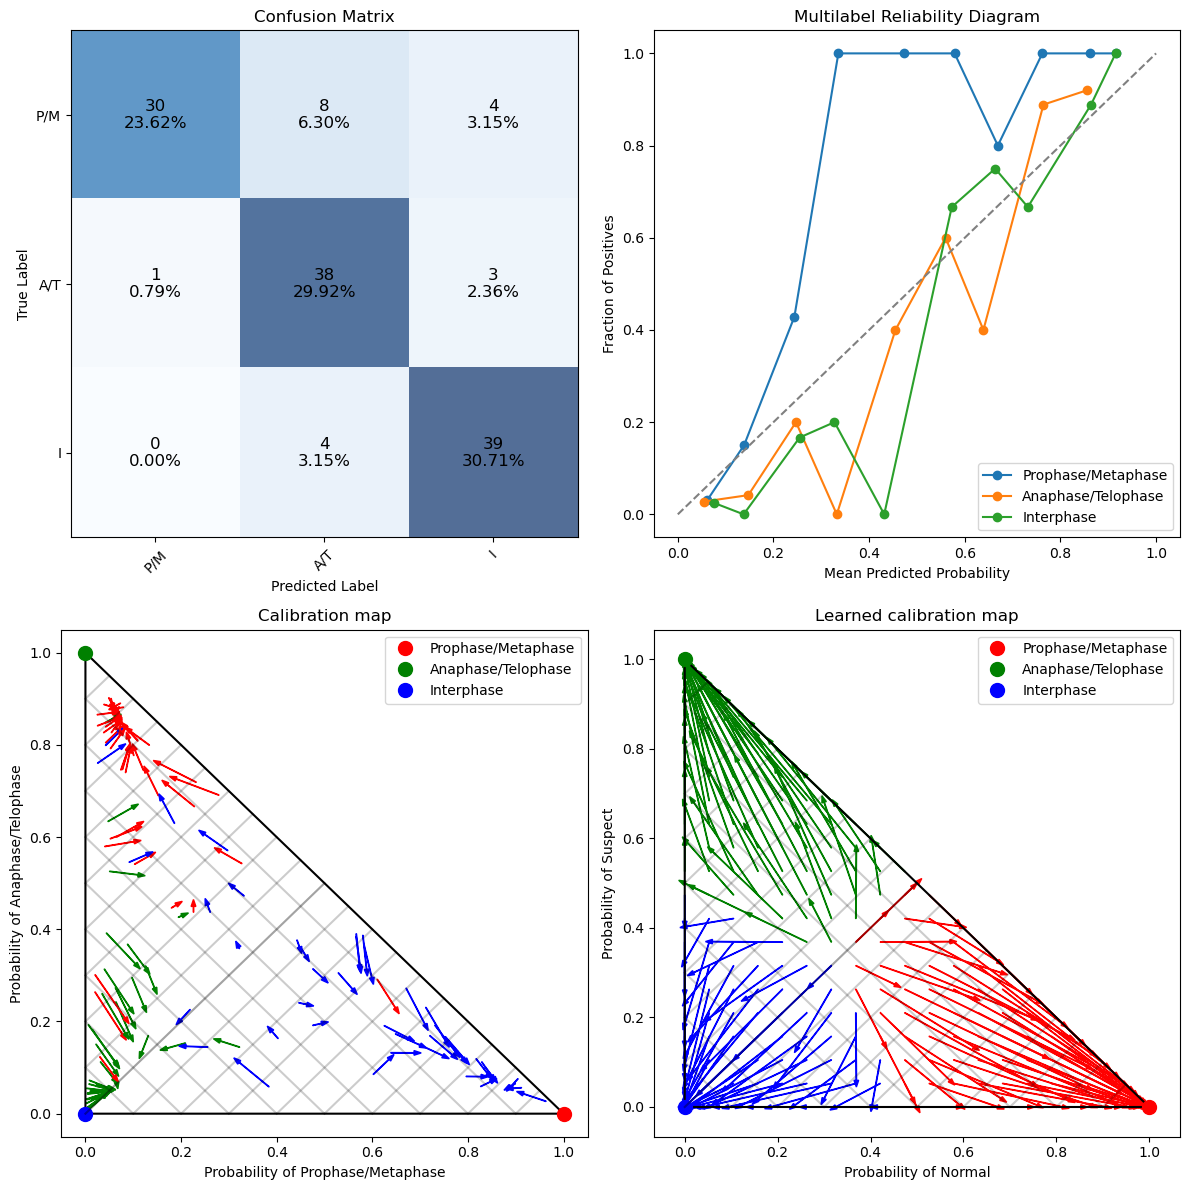 Confusion Matrix
P/M
30
23.62%
8
6.30%
4
3.15%
A/T
1
0.79%
38
29.92%
3
2.36%
I
0
0.00%
4
3.15%
39
30.71%
P/M
A/T
I
True Label
Predicted Label
Multilabel Reliability Diagram
1.0
0.8
0.6
0.4
0.2
0.0
0.0 0.2 0.4 0.6 0.8 1.0
Fraction of Positives
Mean Predicted Probability
Prophase/Metaphase
Anaphase/Telophase
Interphase
Calibration map
1.0
0.8
0.6
0.4
0.2
0.0
0.0 0.2 0.4 0.6 0.8 1.0
Probability of Anaphase/Telophase
Probability of Prophase/Metaphase
Prophase/Metaphase
Anaphase/Telophase
Interphase
Learned calibration map
1.0
0.8
0.6
0.4
0.2
0.0
0.0 0.2 0.4 0.6 0.8 1.0
Probability of Suspect
Probability of Normal
Prophase/Metaphase
Anaphase/Telophase
Interphase